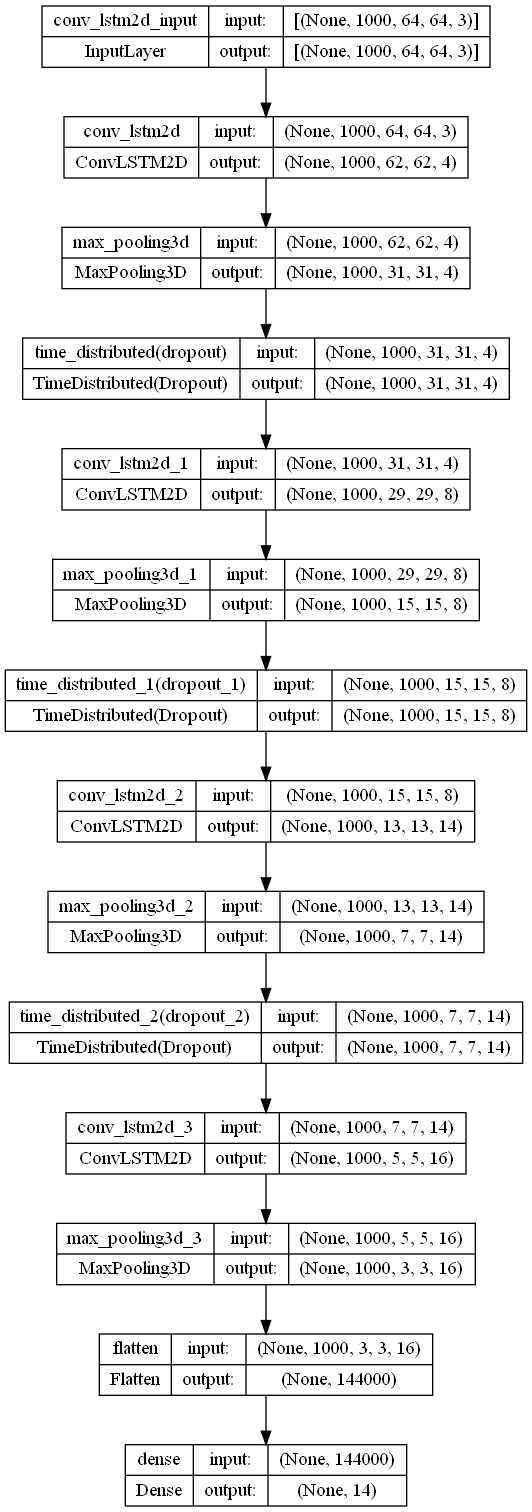 conv_lstm2d_input input: [(None, 1000, 64, 64, 3)]
InputLayer output: [(None, 1000, 64, 64, 3)]
conv_lstm2d input: (None, 1000, 64, 64, 3)
ConvLSTM2D output: (None, 1000, 62, 62, 4)
max_pooling3d input: (None, 1000, 62, 62, 4)
MaxPooling3D output: (None, 1000, 31, 31, 4)
time_distributed(dropout) input: (None, 1000, 31, 31, 4)
TimeDistributed(Dropout) output: (None, 1000, 31, 31, 4)
conv_lstm2d_1 input: (None, 1000, 31, 31, 4)
ConvLSTM2D output: (None, 1000, 29, 29, 8)
max_pooling3d_1 input: (None, 1000, 29, 29, 8)
MaxPooling3D output: (None, 1000, 15, 15, 8)
time_distributed_1(dropout_1) input: (None, 1000, 15, 15, 8)
TimeDistributed(Dropout) output: (None, 1000, 15, 15, 8)
conv_lstm2d_2 input: (None, 1000, 15, 15, 8)
ConvLSTM2D output: (None, 1000, 13, 13, 14)
max_pooling3d_2 input: (None, 1000, 13, 13, 14)
MaxPooling3D output: (None, 1000, 7, 7, 14)
time_distributed_2(dropout_2) input: (None, 1000, 7, 7, 14)
TimeDistributed(Dropout) output: (None, 1000, 7, 7, 14)
conv_lstm2d_3 input: (None, 1000, 7, 7, 14)
ConvLSTM2D output: (None, 1000, 5, 5, 16)
max_pooling3d_3 input: (None, 1000, 5, 5, 16)
MaxPooling3D output: (None, 1000, 3, 3, 16)
flatten input: (None, 1000, 3, 3, 16)
Flatten output: (None, 144000)
dense input: (None, 144000)
Dense output: (None, 14)